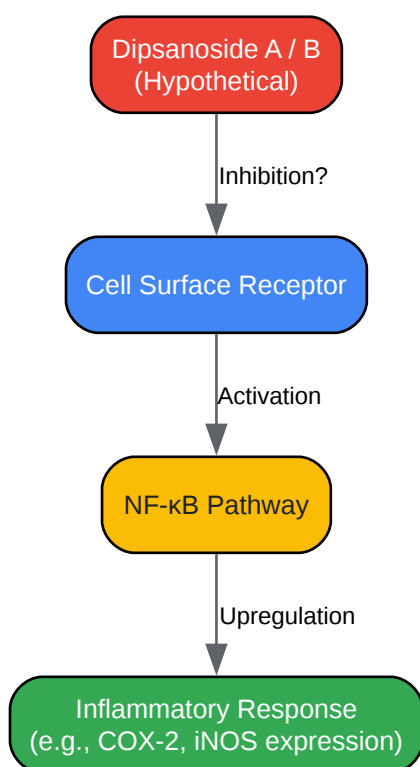 Dipsanoside A / B
(Hypothetical)
Inhibition?
Cell Surface Receptor
Activation
NF-κB Pathway
Upregulation
Inflammatory Response
(e.g., COX-2, iNOS expression)